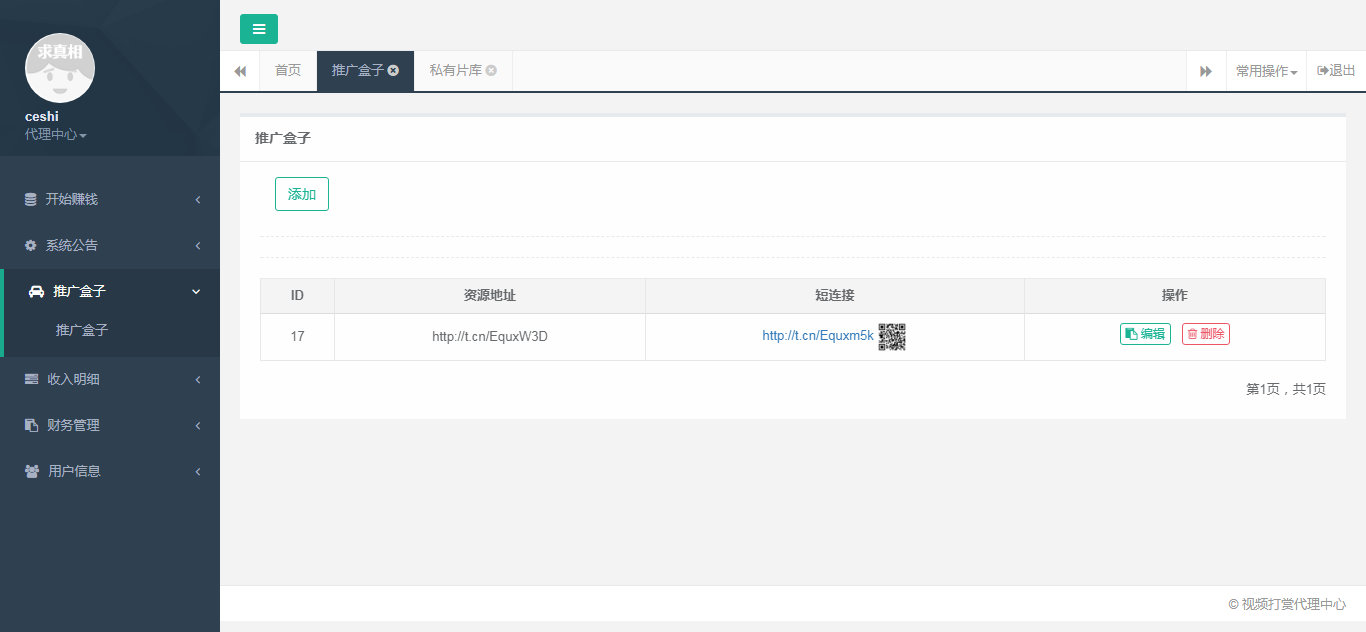 求真相
ceshi
代理中心
开始赚钱
系统公告
推广盒子
推广盒子
收入明细
财务管理
用户信息
首页
推广盒子
私有片库
常用操作
退出
推广盒子
添加
ID 资源地址 短连接 操作
17 http://t.cn/EquxW3D http://t.cn/Equxm5k 编辑 删除
第1页，共1页
© 视频打赏代理中心